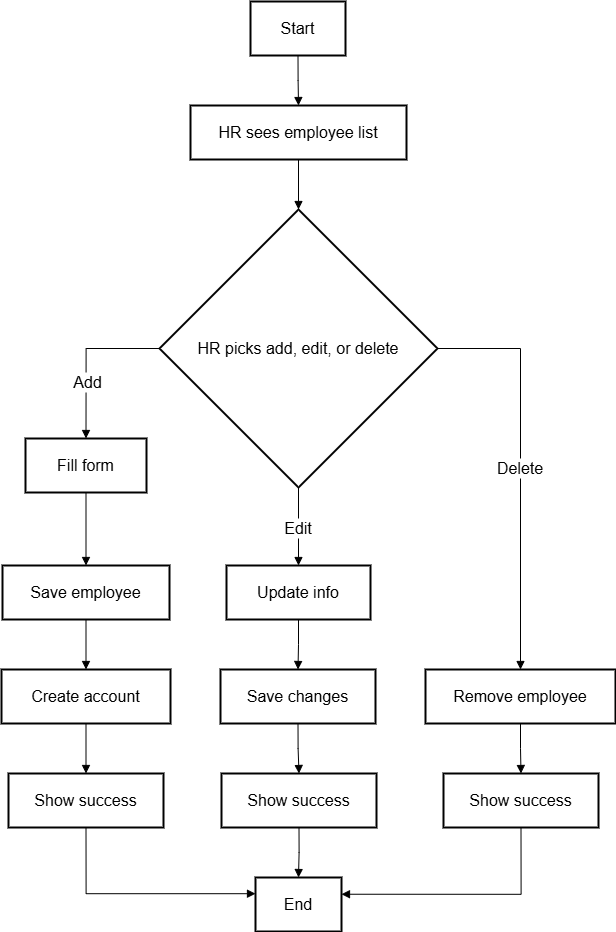 Start
HR sees employee list
HR picks add, edit, or delete
Add
Fill form
Delete
Edit
Save employee
Update info
Create account
Save changes
Remove employee
Show success
Show success
Show success
End